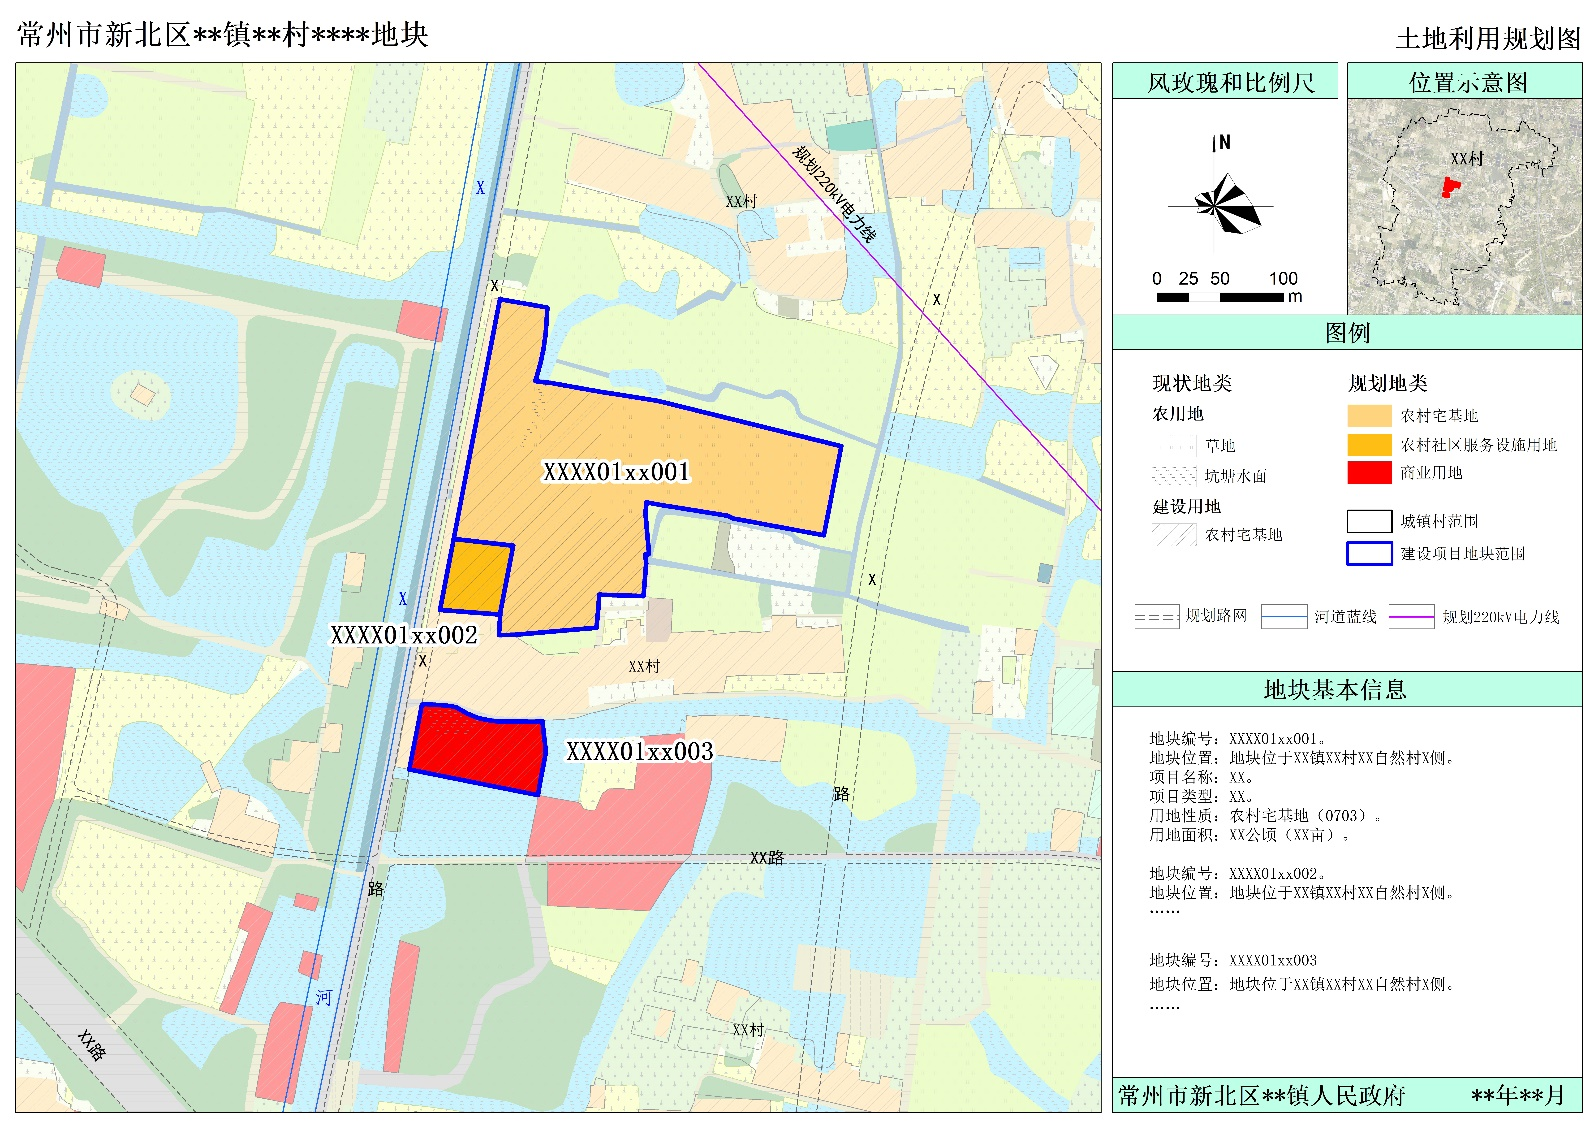 常州市新北区**镇**村****地块
土地利用规划图
X
规划220kV电力线
XX村
X
X
XXXX01xx001
X
X
XXXX01xx002
X
XX村
XXXX01xx003
路
XX路
路
河
XX村
XX路
风玫瑰和比例尺
N
0 25 50 100
m
位置示意图
XX村
图例
现状地类
农用地
草地
坑塘水面
建设用地
农村宅基地
规划地类
农村宅基地
农村社区服务设施用地
商业用地
城镇村范围
建设项目地块范围
规划路网
河道蓝线
规划220kV电力线
地块基本信息
地块编号：XXXX01xx001。
地块位置：地块位于XX镇XX村XX自然村X侧。
项目名称：XX。
项目类型：XX。
用地性质：农村宅基地（0703）。
用地面积：XX公顷（XX亩）。
地块编号：XXXX01xx002。
地块位置：地块位于XX镇XX村XX自然村X侧。
……
地块编号：XXXX01xx003
地块位置：地块位于XX镇XX村XX自然村X侧。
……
常州市新北区**镇人民政府 **年**月